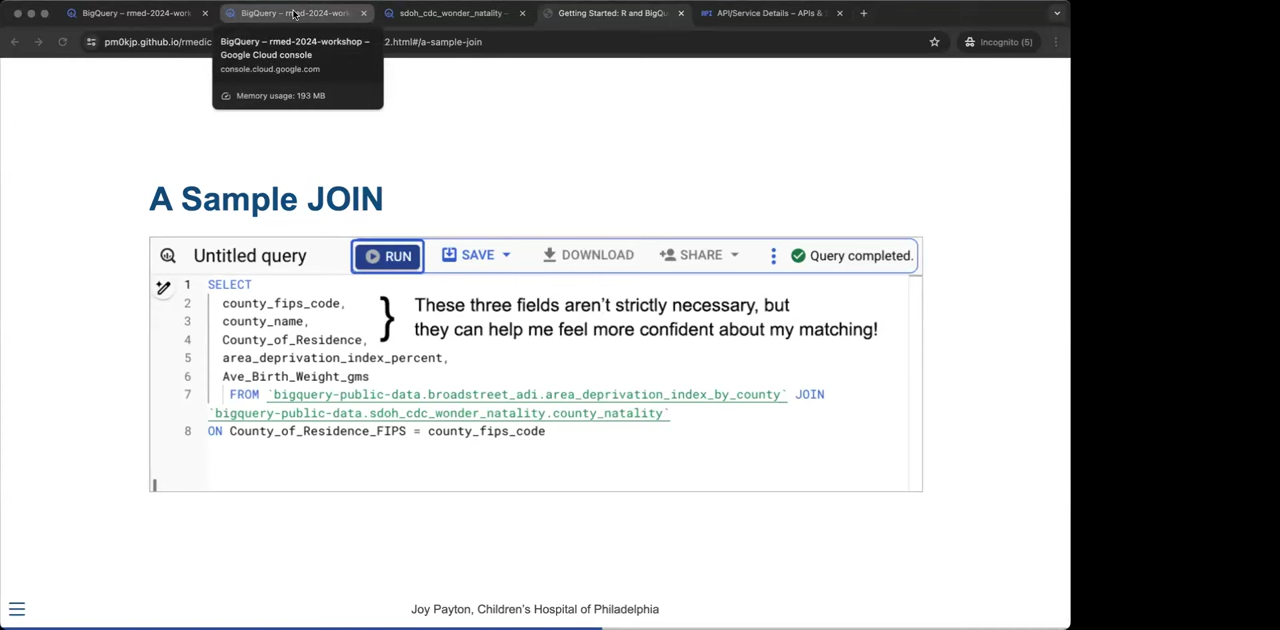 BigQuery – rmed-2024-work
BigQuery – rmed-2024-work
sdoh_cdc_wonder_natality –
Getting Started: R and BigQu
API API/Service Details – APIs &
pm0kjp.github.io/rmedic
2.html#/a-sample-join
Incognito (5)
BigQuery – rmed-2024-workshop –
Google Cloud console
console.cloud.google.com
Memory usage: 193 MB
A Sample JOIN
Untitled query RUN SAVE DOWNLOAD SHARE Query completed.
1 SELECT
2 county_fips_code,
3 county_name,
4 County_of_Residence,
} These three fields aren't strictly necessary, but
they can help me feel more confident about my matching!
5 area_deprivation_index_percent,
6 Ave_Birth_Weight_gms
7 FROM `bigquery-public-data.broadstreet_adi.area_deprivation_index_by_county` JOIN
`bigquery-public-data.sdoh_cdc_wonder_natality.county_natality`
8 ON County_of_Residence_FIPS = county_fips_code
Joy Payton, Children's Hospital of Philadelphia